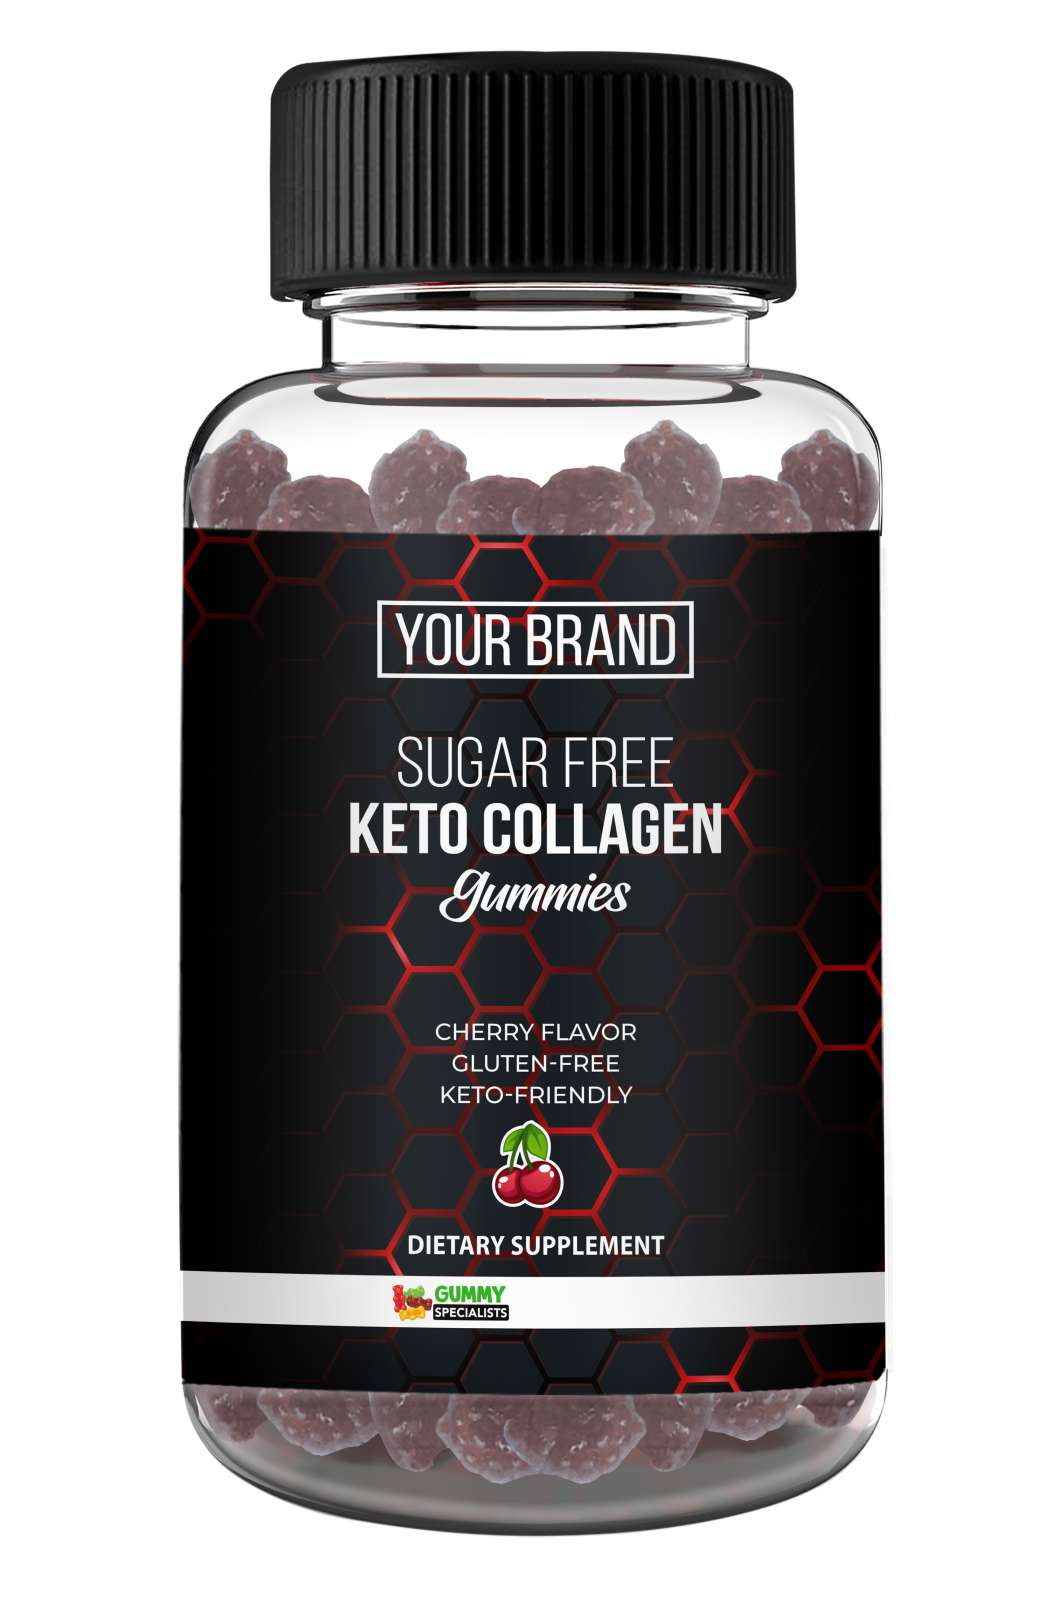 YOUR BRAND
SUGAR FREE
KETO COLLAGEN
gummies
CHERRY FLAVOR
GLUTEN-FREE
KETO-FRIENDLY
DIETARY SUPPLEMENT
GUMMY
SPECIALISTS